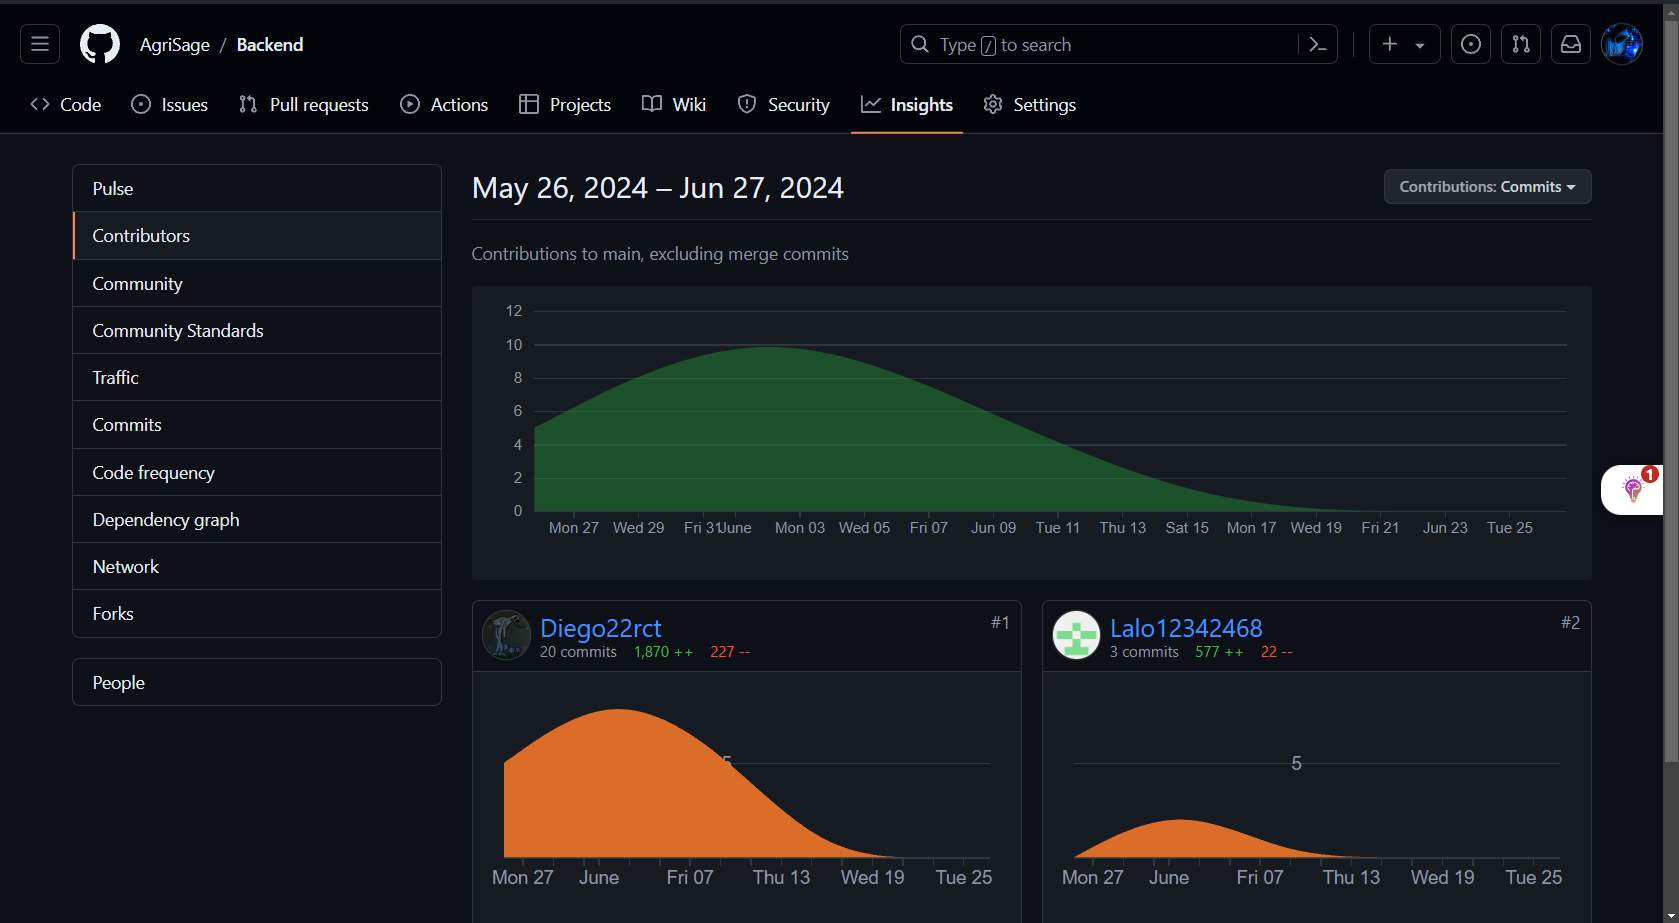 AgriSage / Backend
Type / to search
Code Issues Pull requests Actions Projects Wiki Security Insights Settings
Pulse
Contributors
Community
Community Standards
Traffic
Commits
Code frequency
Dependency graph
Network
Forks
People
May 26, 2024 – Jun 27, 2024
Contributions: Commits
Contributions to main, excluding merge commits
12
10
8
6
4
2
0
Mon 27 Wed 29 Fri 31 June Mon 03 Wed 05 Fri 07 Jun 09 Tue 11 Thu 13 Sat 15 Mon 17 Wed 19 Fri 21 Jun 23 Tue 25
1
Diego22rct #1
20 commits 1,870 ++ 227 --
5
Mon 27 June Fri 07 Thu 13 Wed 19 Tue 25
Lalo12342468 #2
3 commits 577 ++ 22 --
5
Mon 27 June Fri 07 Thu 13 Wed 19 Tue 25